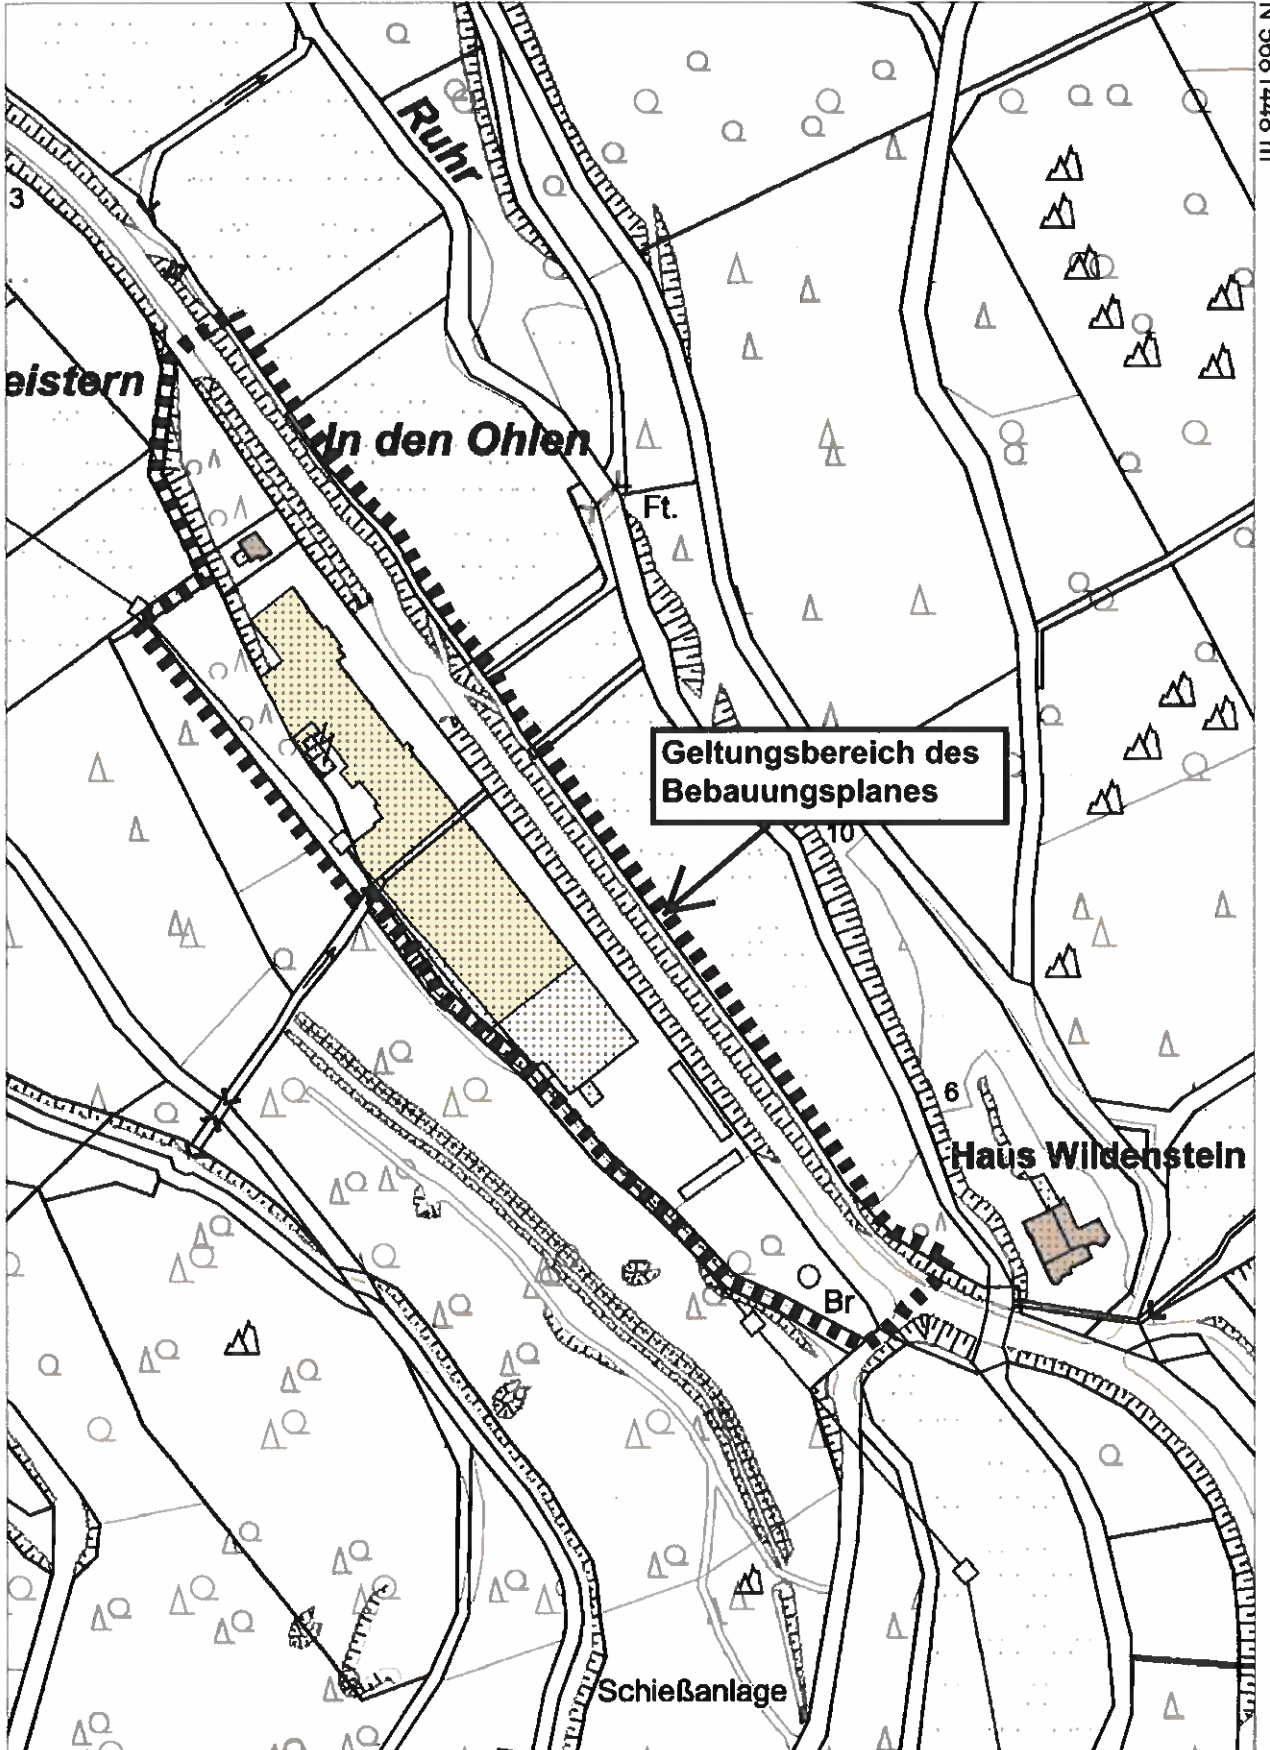 Ruhr
3
eistern
In den Ohlen
Ft.
Geltungsbereich des
Bebauungsplanes
10
6
Haus Wildenstein
Br
Schießanlage